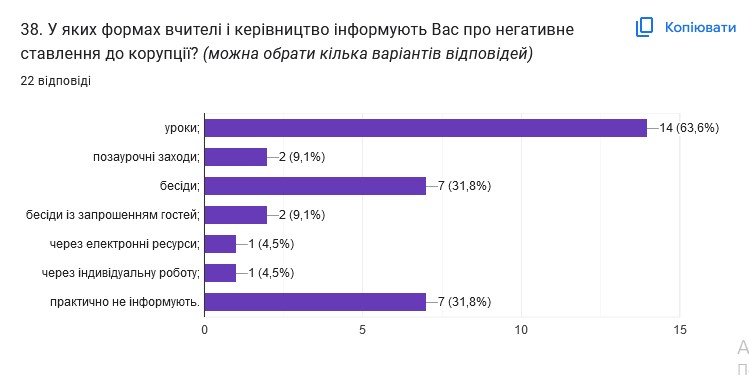 38. У яких формах вчителі і керівництво інформують Вас про негативне
ставлення до корупції? (можна обрати кілька варіантів відповідей)
Копіювати
22 відповіді
уроки; 14 (63,6%)
позаурочні заходи; 2 (9,1%)
бесіди; 7 (31,8%)
бесіди із запрошенням гостей; 2 (9,1%)
через електронні ресурси; 1 (4,5%)
через індивідуальну роботу; 1 (4,5%)
практично не інформують. 7 (31,8%)
0 5 10 15